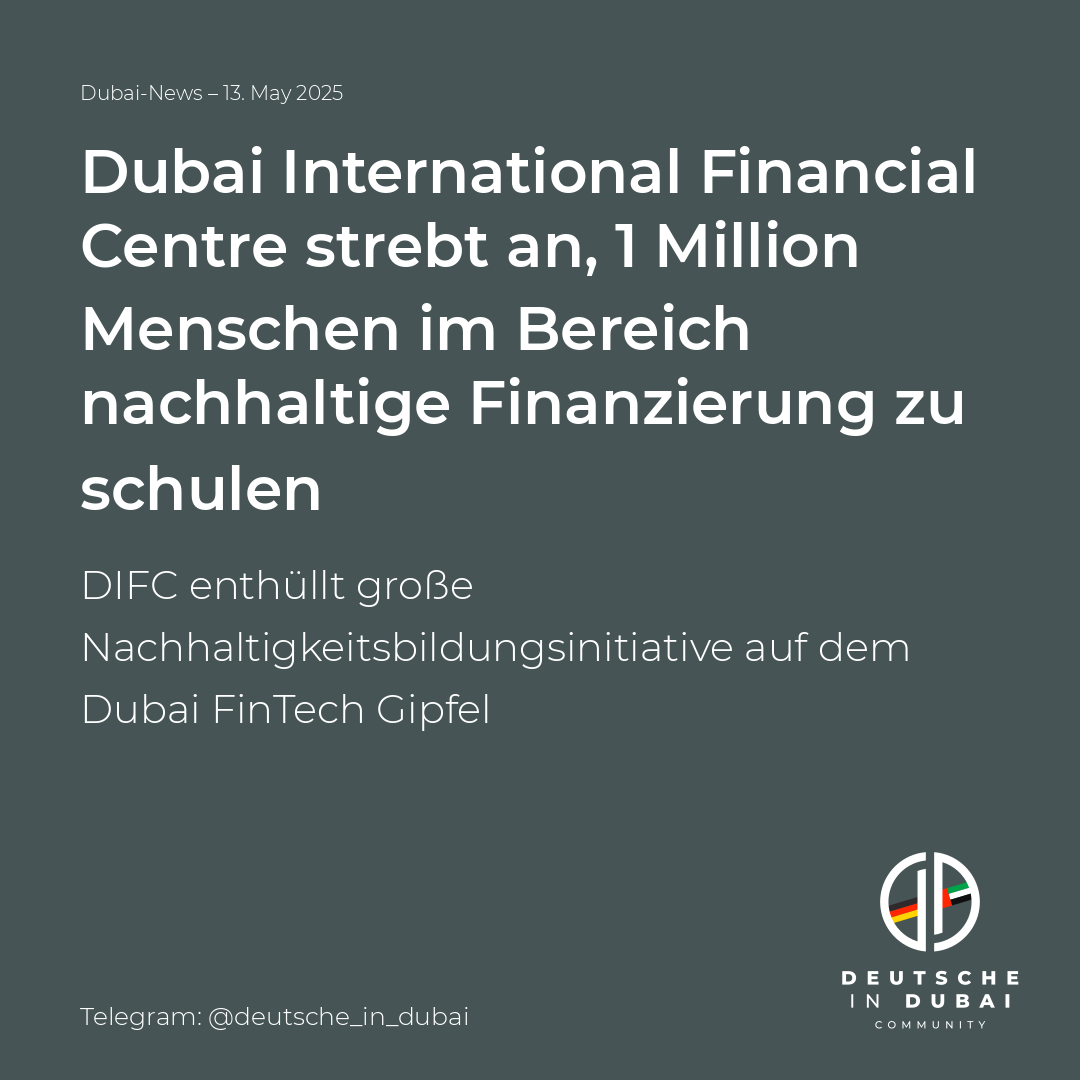 Dubai-News – 13. May 2025
Dubai International Financial
Centre strebt an, 1 Million
Menschen im Bereich
nachhaltige Finanzierung zu
schulen
DIFC enthüllt große
Nachhaltigkeitsbildungsinitiative auf dem
Dubai FinTech Gipfel
DEUTSCHE
IN DUBAI
COMMUNITY
Telegram: @deutsche_in_dubai